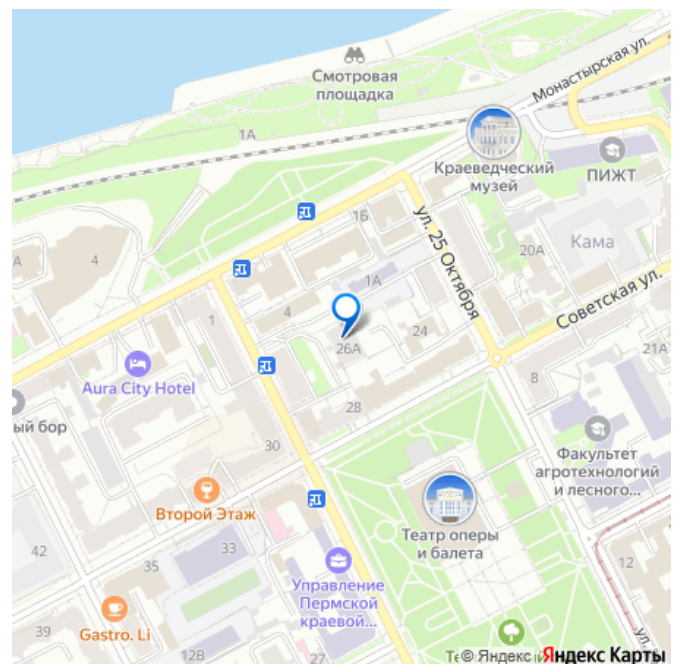 Смотровая
площадка
Монастырская ул.
1А
Краеведческий
музей
ПИЖТ
1Б
ул. 25 Октября
20А
Кама
А
4
1А
Советская ул.
4
1
24
26А
21А
Aura City Hotel
8
28
ый бор
30
Факультет
агротехнологий
и лесного...
Второй Этаж
Театр оперы
и балета
42
33
35
12
Управление
Пермской
краевой...
39
Gastro. Li
12В
27
ул.
© Яндекс Яндекс Карты